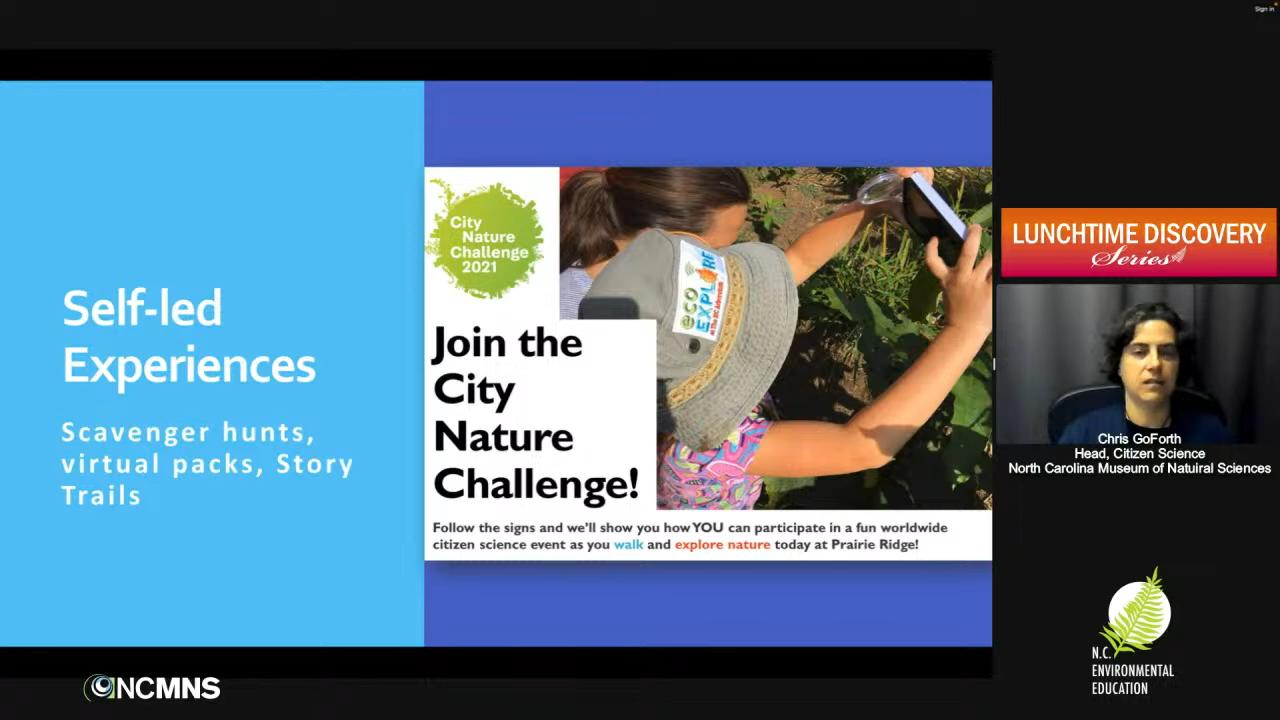 Sign in
Self-led
Experiences
Scavenger hunts,
virtual packs, Story
Trails
City
Nature
Challenge
2021
eco
EXPLORE
Join the
City
Nature
Challenge!
Follow the signs and we'll show you how YOU can participate in a fun worldwide
citizen science event as you walk and explore nature today at Prairie Ridge!
LUNCHTIME DISCOVERY
Series
Chris GoForth
Head, Citizen Science
North Carolina Museum of Natuiral Sciences
N.C.
ENVIRONMENTAL
EDUCATION
NCMNS